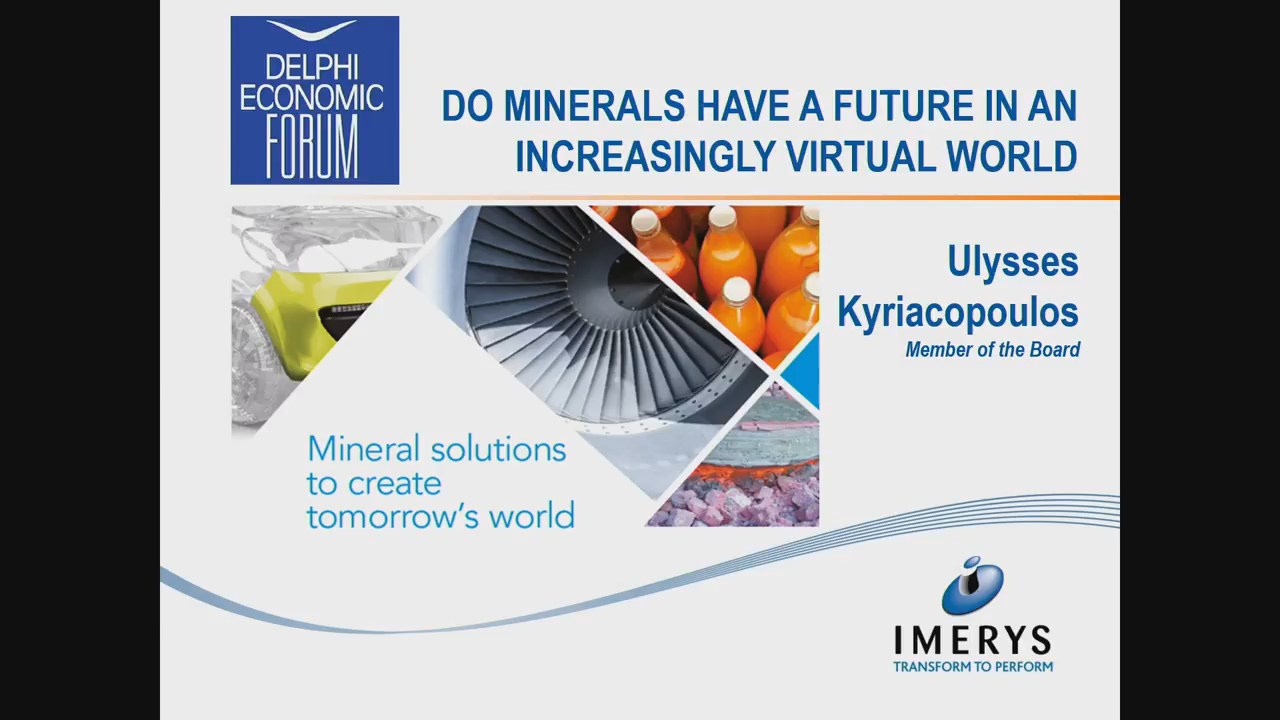 DELPHI
ECONOMIC
FORUM
DO MINERALS HAVE A FUTURE IN AN
INCREASINGLY VIRTUAL WORLD
Ulysses
Kyriacopoulos
Member of the Board
Mineral solutions
to create
tomorrow's world
IMERYS
TRANSFORM TO PERFORM